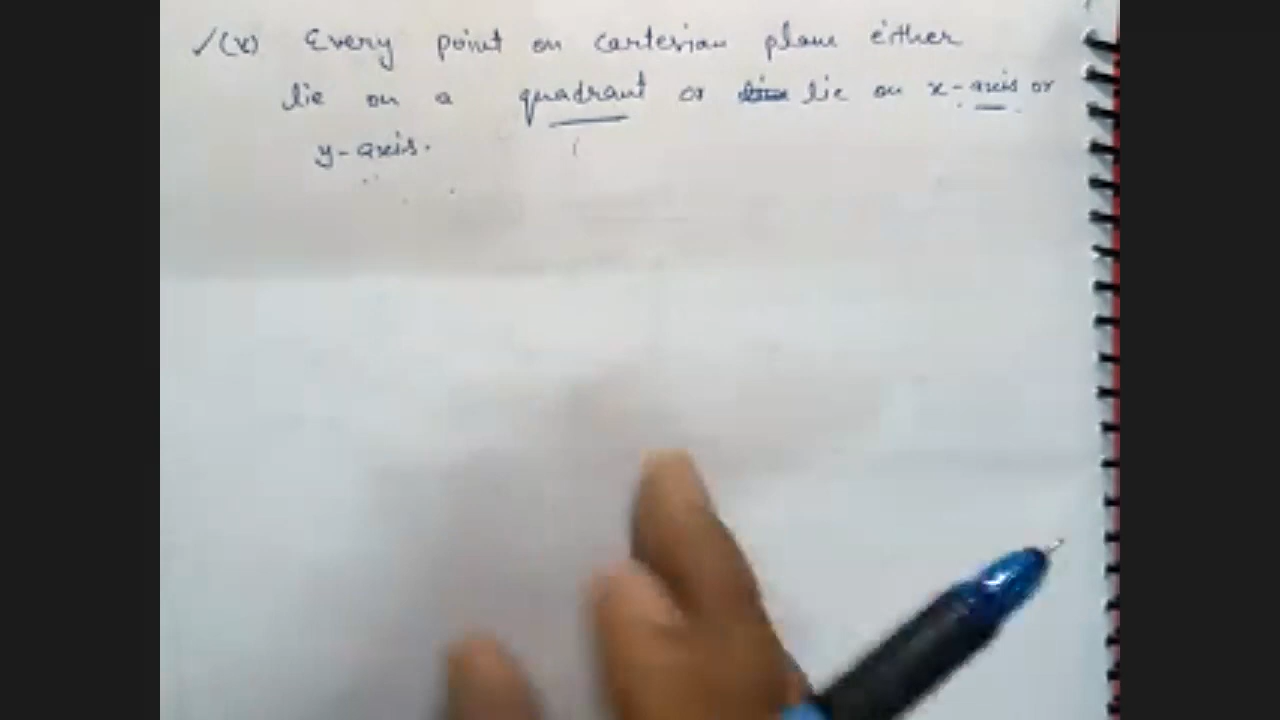 (v) Every point on cartesian plane either
lie on a quadrant or lie on x-axis or
y-axis.